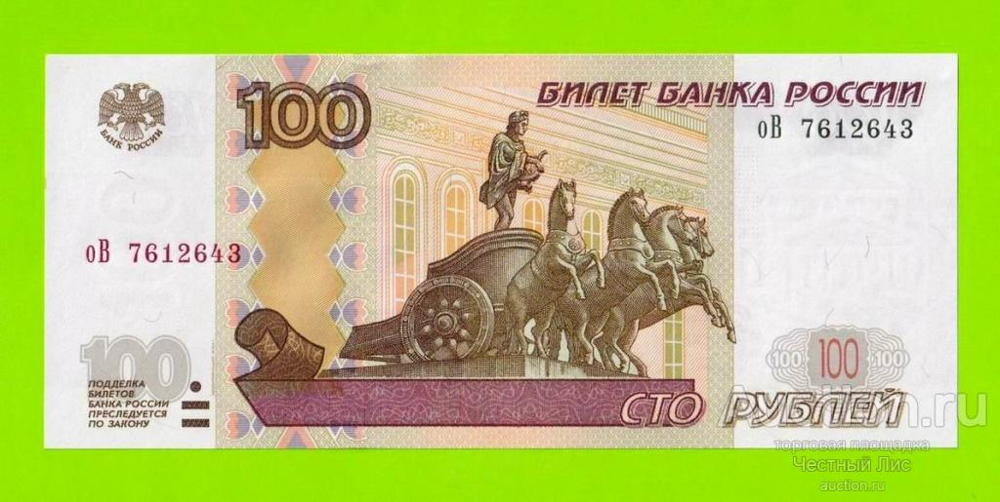 100
БИЛЕТ БАНКА РОССИИ
оВ 7612643
БАНК РОССИИ
оВ 7612643
100
ПОДДЕЛКА
БИЛЕТОВ
БАНКА РОССИИ
ПРЕСЛЕДУЕТСЯ
ПО ЗАКОНУ
100 100 100
СТО РУБЛЕЙ
Auction.ru
торговая площадка
Честный Лис
auction.ru